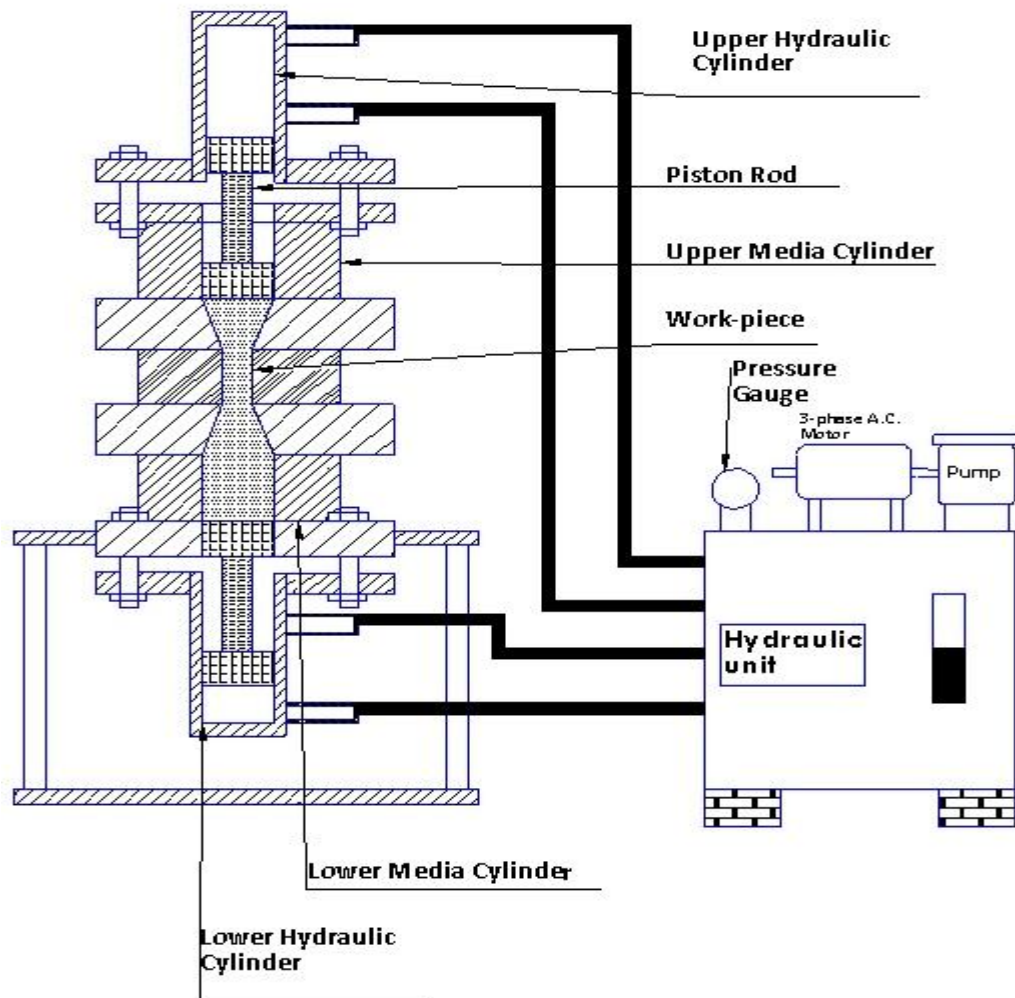 Upper Hydraulic
Cylinder
Piston Rod
Upper Media Cylinder
Work-piece
Pressure
Gauge
3-phase A.C.
Motor
Pump
Hydraulic
unit
Lower Media Cylinder
Lower Hydraulic
Cylinder